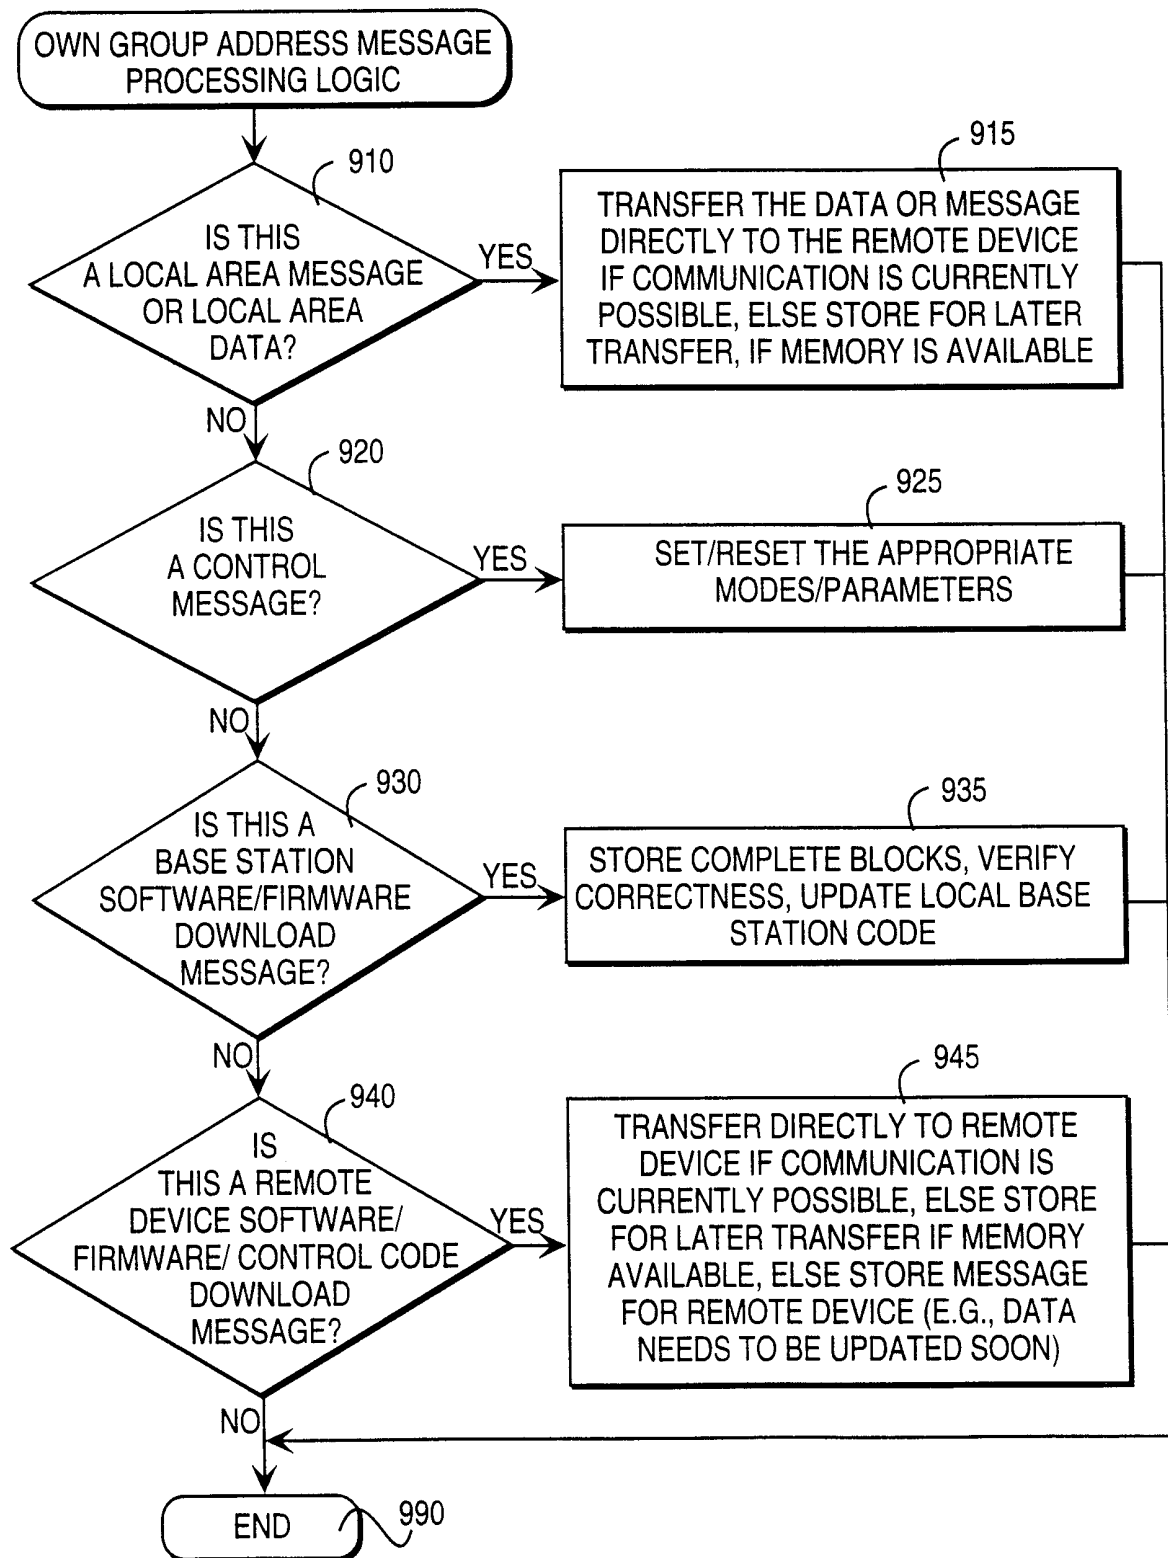 OWN GROUP ADDRESS MESSAGE
PROCESSING LOGIC
910
IS THIS
A LOCAL AREA MESSAGE
OR LOCAL AREA
DATA?
YES
915
TRANSFER THE DATA OR MESSAGE
DIRECTLY TO THE REMOTE DEVICE
IF COMMUNICATION IS CURRENTLY
POSSIBLE, ELSE STORE FOR LATER
TRANSFER, IF MEMORY IS AVAILABLE
NO
920
IS THIS
A CONTROL
MESSAGE?
YES
925
SET/RESET THE APPROPRIATE
MODES/PARAMETERS
NO
930
IS THIS A
BASE STATION
SOFTWARE/FIRMWARE
DOWNLOAD
MESSAGE?
YES
935
STORE COMPLETE BLOCKS, VERIFY
CORRECTNESS, UPDATE LOCAL BASE
STATION CODE
NO
940
IS
THIS A REMOTE
DEVICE SOFTWARE/
FIRMWARE/ CONTROL CODE
DOWNLOAD
MESSAGE?
YES
945
TRANSFER DIRECTLY TO REMOTE
DEVICE IF COMMUNICATION IS
CURRENTLY POSSIBLE, ELSE STORE
FOR LATER TRANSFER IF MEMORY
AVAILABLE, ELSE STORE MESSAGE
FOR REMOTE DEVICE (E.G., DATA
NEEDS TO BE UPDATED SOON)
NO
END
990